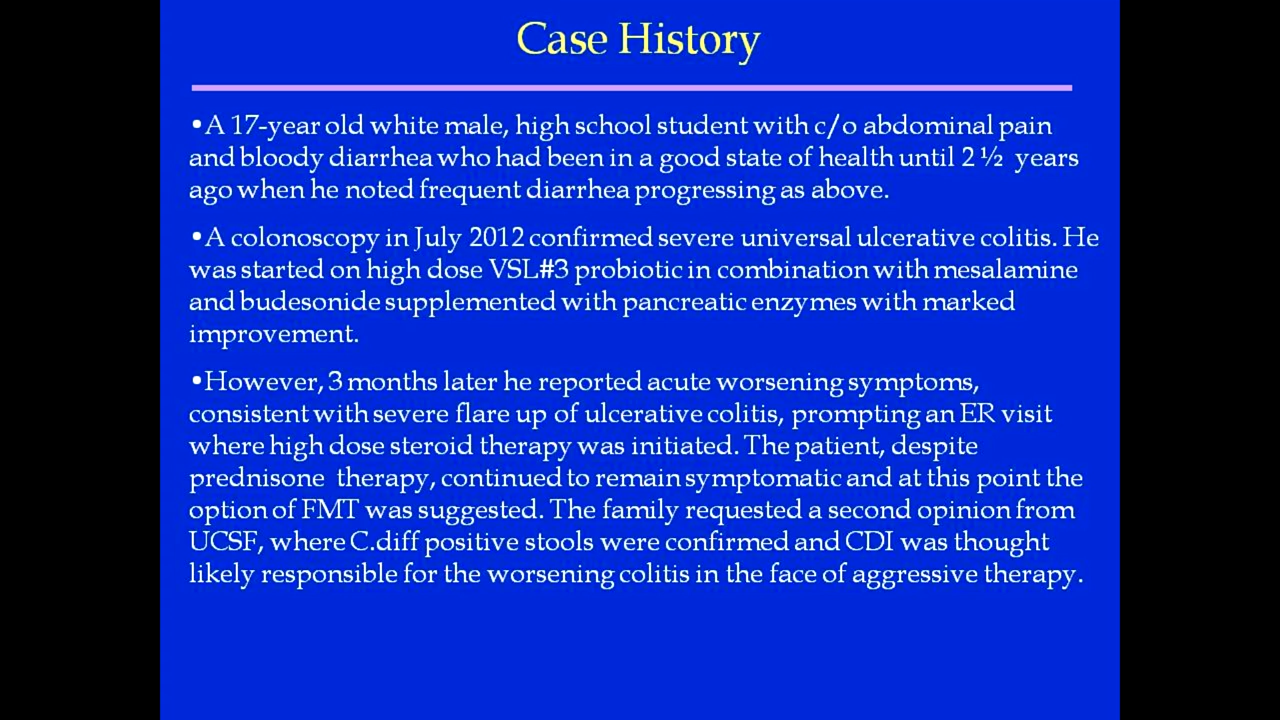 Case History
•A 17-year old white male, high school student with c/o abdominal pain
and bloody diarrhea who had been in a good state of health until 2 ½ years
ago when he noted frequent diarrhea progressing as above.
•A colonoscopy in July 2012 confirmed severe universal ulcerative colitis. He
was started on high dose VSL#3 probiotic in combination with mesalamine
and budesonide supplemented with pancreatic enzymes with marked
improvement.
•However, 3 months later he reported acute worsening symptoms,
consistent with severe flare up of ulcerative colitis, prompting an ER visit
where high dose steroid therapy was initiated. The patient, despite
prednisone therapy, continued to remain symptomatic and at this point the
option of FMT was suggested. The family requested a second opinion from
UCSF, where C.diff positive stools were confirmed and CDI was thought
likely responsible for the worsening colitis in the face of aggressive therapy.